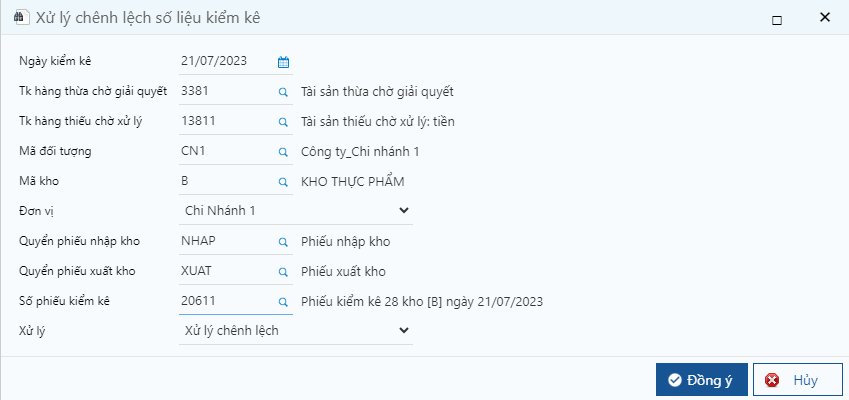 Xử lý chênh lệch số liệu kiểm kê
Ngày kiểm kê 21/07/2023
Tk hàng thừa chờ giải quyết 3381 Tài sản thừa chờ giải quyết
Tk hàng thiếu chờ xử lý 13811 Tài sản thiếu chờ xử lý: tiền
Mã đối tượng CN1 Công ty_Chi nhánh 1
Mã kho B KHO THỰC PHẨM
Đơn vị Chi Nhánh 1
Quyển phiếu nhập kho NHAP Phiếu nhập kho
Quyển phiếu xuất kho XUAT Phiếu xuất kho
Số phiếu kiểm kê 20611 Phiếu kiểm kê 28 kho [B] ngày 21/07/2023
Xử lý Xử lý chênh lệch
Đồng ý Hủy